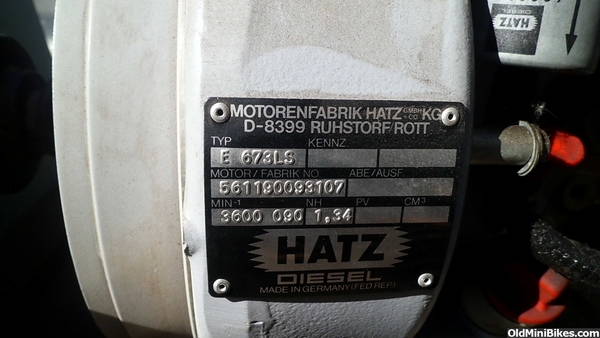 HATZ
DIESEL
MOTORENFABRIK HATZ GMBH +CO KG
D-8399 RUHSTORF/ROTT
TYP KENNZ
E 673LS
MOTOR/FABRIK NO ABE/AUSF.
561190093107
MIN-1 NH PV CM3
3600 090 1,34
HATZ
DIESEL
MADE IN GERMANY (FED REP.)
OldMiniBikes.com